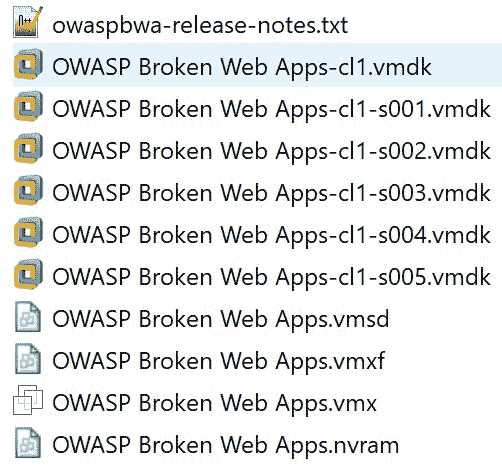 owaspbwa-release-notes.txt
OWASP Broken Web Apps-cl1.vmdk
OWASP Broken Web Apps-cl1-s001.vmdk
OWASP Broken Web Apps-cl1-s002.vmdk
OWASP Broken Web Apps-cl1-s003.vmdk
OWASP Broken Web Apps-cl1-s004.vmdk
OWASP Broken Web Apps-cl1-s005.vmdk
OWASP Broken Web Apps.vmsd
OWASP Broken Web Apps.vmxf
OWASP Broken Web Apps.vmx
OWASP Broken Web Apps.nvram